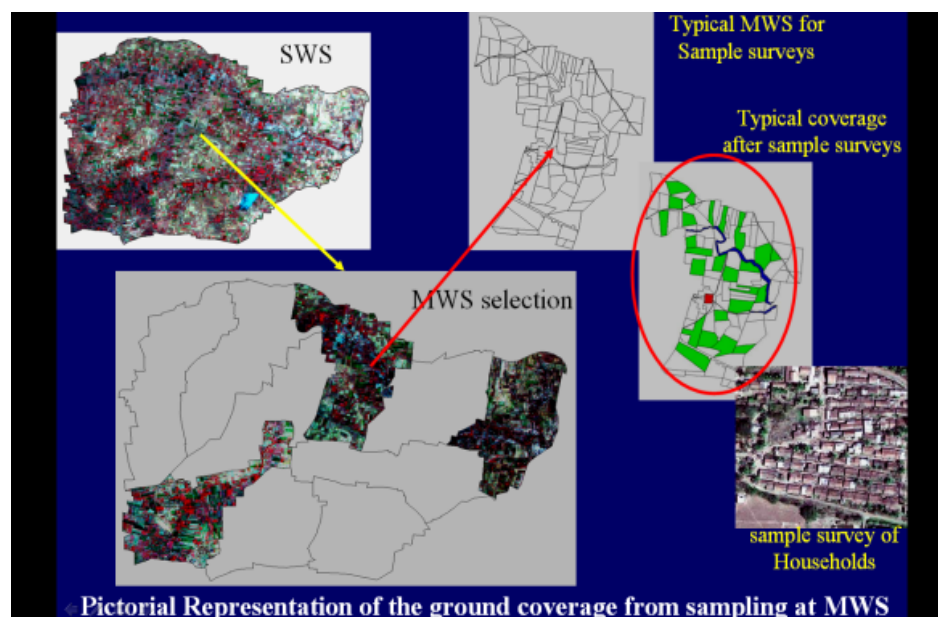 SWS
Typical MWS for
Sample surveys
Typical coverage
after sample surveys
MWS selection
sample survey of
Households
Pictorial Representation of the ground coverage from sampling at MWS